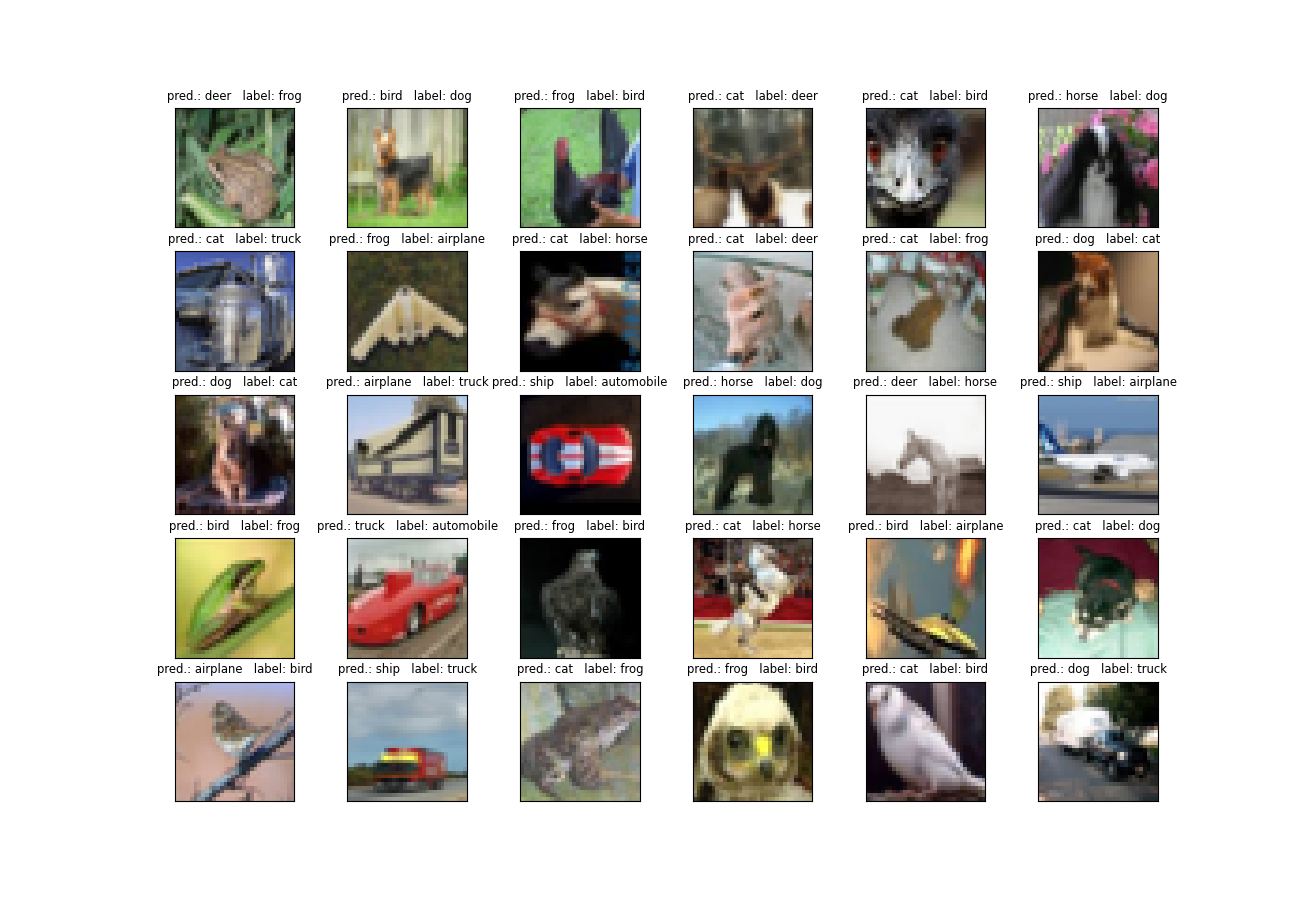 pred.: deer   label: frog
pred.: bird   label: dog
pred.: frog   label: bird
pred.: cat   label: deer
pred.: cat   label: bird
pred.: horse   label: dog
pred.: cat   label: truck
pred.: frog   label: airplane
pred.: cat   label: horse
pred.: cat   label: deer
pred.: cat   label: frog
pred.: dog   label: cat
pred.: dog   label: cat
pred.: airplane   label: truck
pred.: ship   label: automobile
pred.: horse   label: dog
pred.: deer   label: horse
pred.: ship   label: airplane
pred.: bird   label: frog
pred.: truck   label: automobile
pred.: frog   label: bird
pred.: cat   label: horse
pred.: bird   label: airplane
pred.: cat   label: dog
pred.: airplane   label: bird
pred.: ship   label: truck
pred.: cat   label: frog
pred.: frog   label: bird
pred.: cat   label: bird
pred.: dog   label: truck